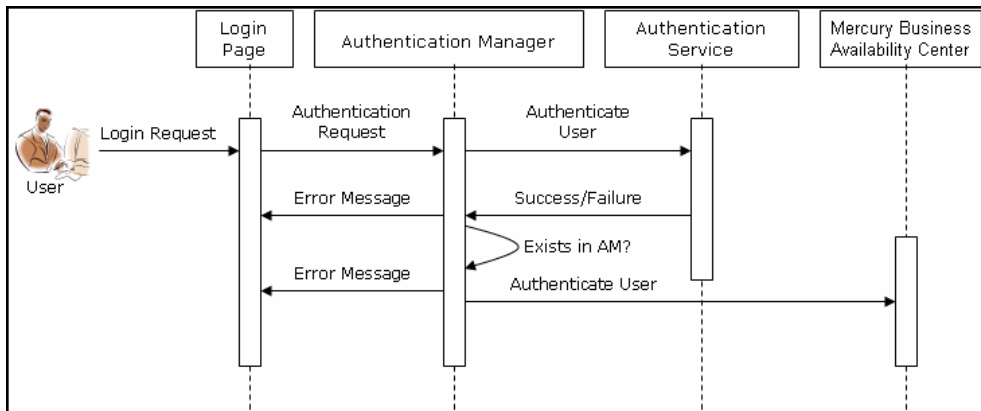 Login
Page
Authentication Manager
Authentication
Service
Mercury Business
Availability Center
Login Request
Authentication
Request
Authenticate
User
User
Error Message
Success/Failure
Exists in AM?
Error Message
Authenticate User